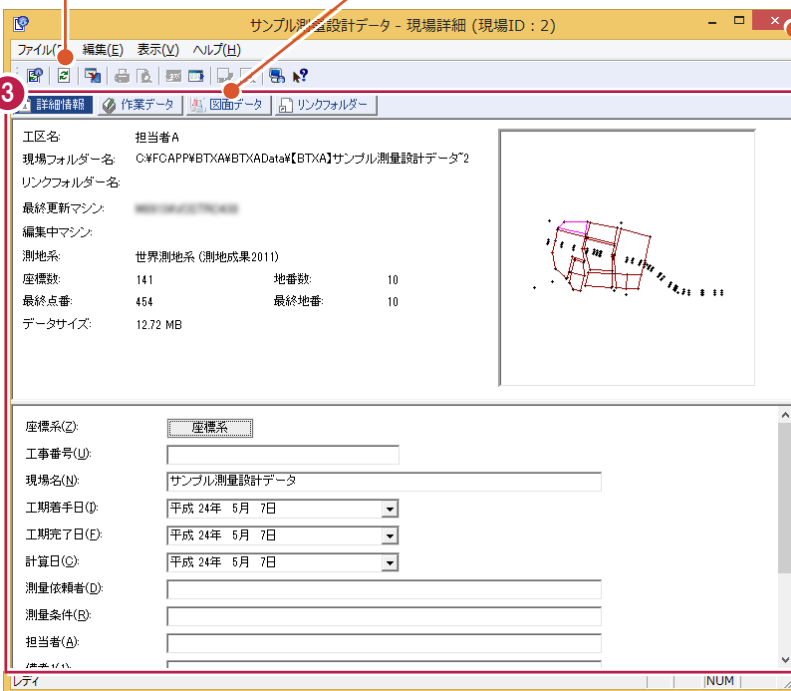 サンプル測量設計データ - 現場詳細 (現場ID : 2)
編集(E) 表示(V) ヘルプ(H)
3
詳細情報 作業データ 図面データ リンクフォルダー
工区名: 担当者A
現場フォルダー名: C:¥FCAPP¥BTXA¥BTXAData¥【BTXA】サンプル測量設計データ~2
リンクフォルダー名:
最終更新マシン:
編集中マシン:
測地系: 世界測地系 (測地成果2011)
座標数: 141 地番数: 10
最終点番: 454 最終地番: 10
データサイズ: 12.72 MB
座標系(Z): 座標系
工事番号(U):
現場名(N): サンプル測量設計データ
工期着手日(I): 平成 24年 5月 7日
工期完了日(F): 平成 24年 5月 7日
計算日(C): 平成 24年 5月 7日
測量依頼者(D):
測量条件(R):
担当者(A):
備考1(1):
レディ NUM